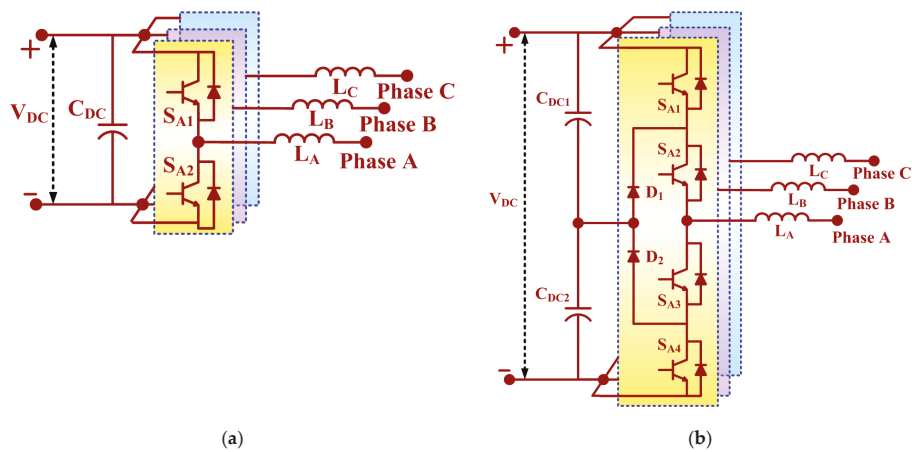 +
V_DC
C_DC
S_A1
S_A2
L_C
Phase C
L_B
Phase B
L_A
Phase A
−
(a)
+
C_DC1
S_A1
S_A2
D_1
V_DC
D_2
C_DC2
S_A3
S_A4
L_C
Phase C
L_B
Phase B
L_A
Phase A
−
(b)